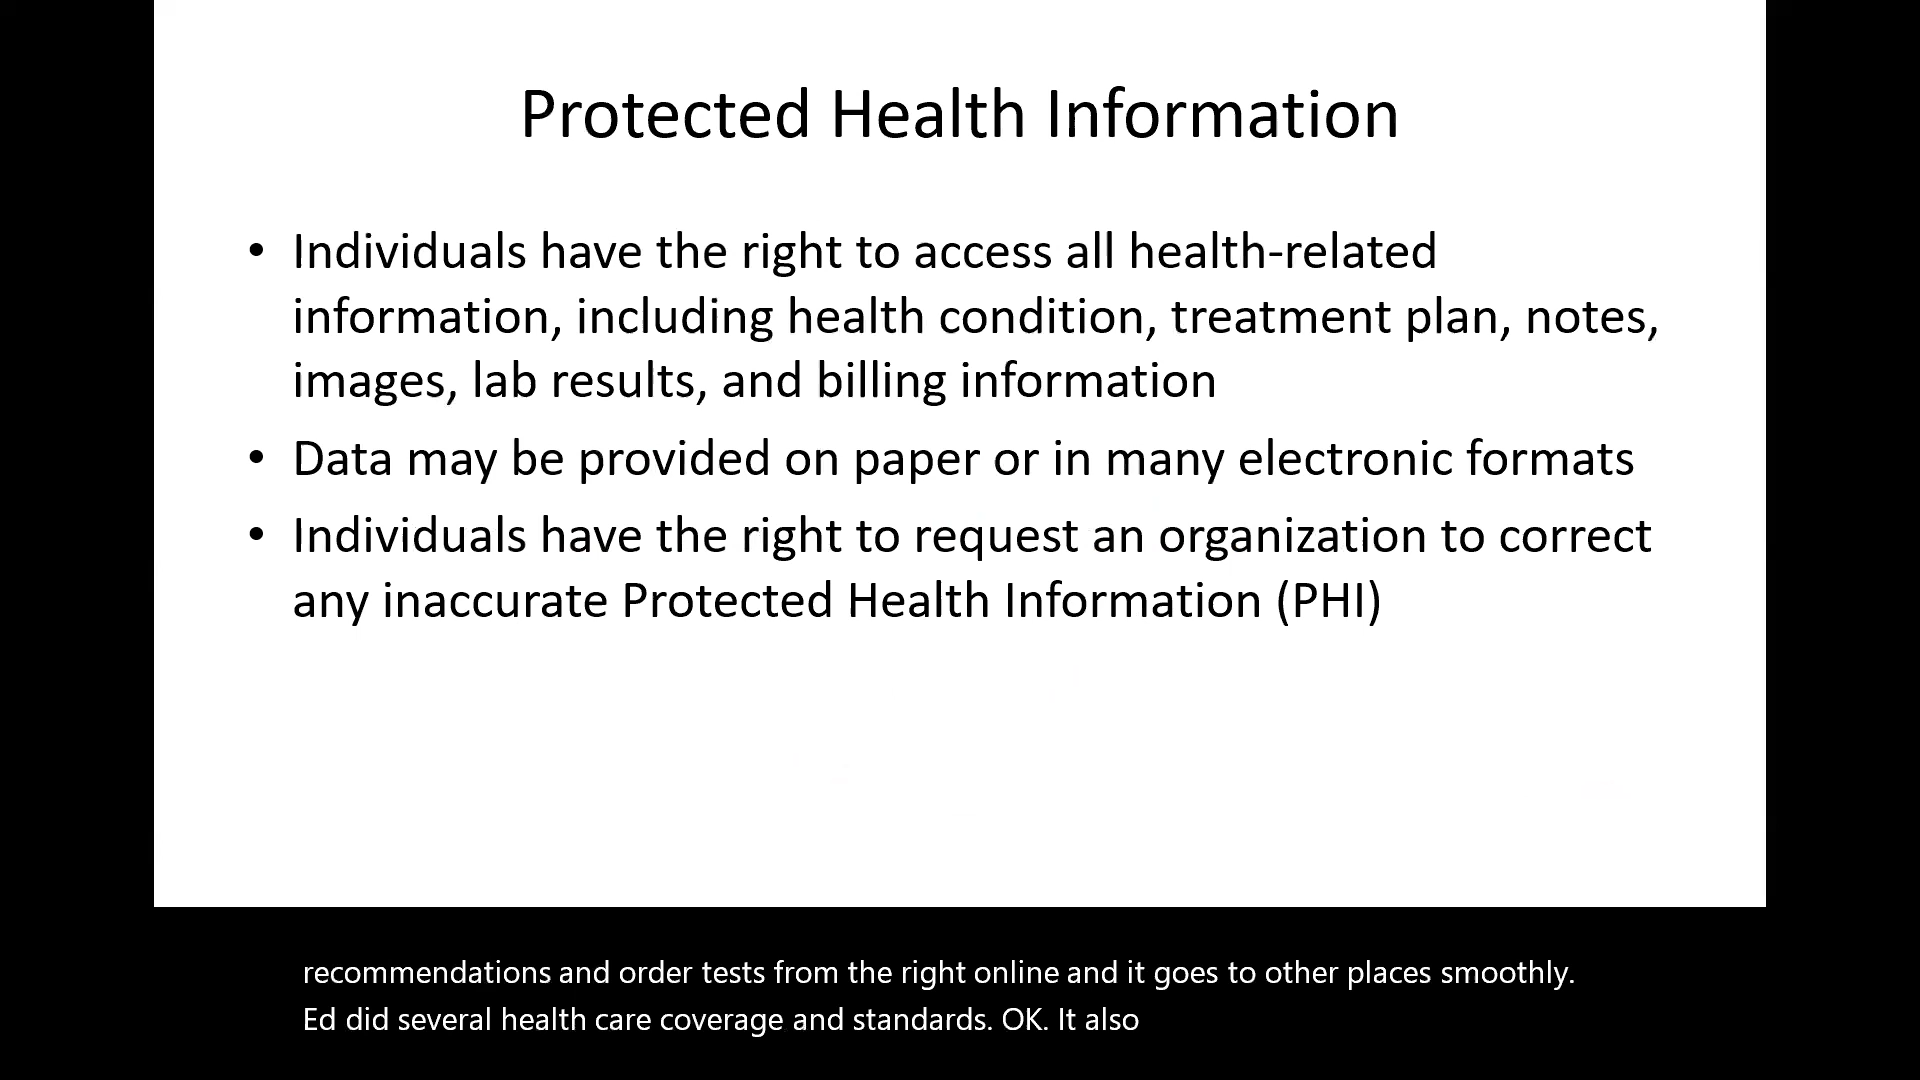 Protected Health Information
• Individuals have the right to access all health-related
information, including health condition, treatment plan, notes,
images, lab results, and billing information
• Data may be provided on paper or in many electronic formats
• Individuals have the right to request an organization to correct
any inaccurate Protected Health Information (PHI)
recommendations and order tests from the right online and it goes to other places smoothly.
Ed did several health care coverage and standards. OK. It also